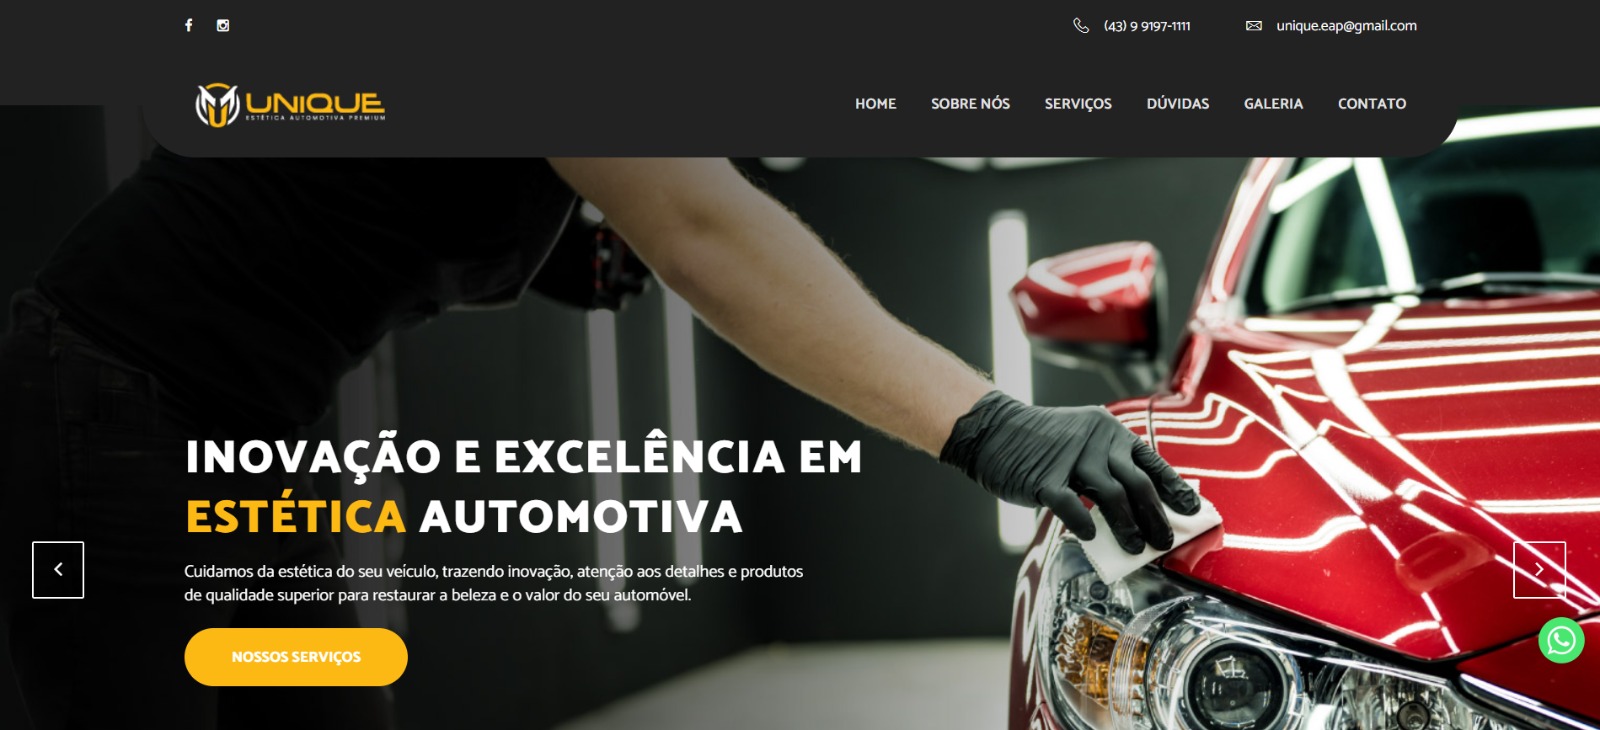 (43) 9 9197-1111
unique.eap@gmail.com
UNIQUE
ESTÉTICA AUTOMOTIVA PREMIUM
HOME
SOBRE NÓS
SERVIÇOS
DÚVIDAS
GALERIA
CONTATO
INOVAÇÃO E EXCELÊNCIA EM
ESTÉTICA AUTOMOTIVA
Cuidamos da estética do seu veículo, trazendo inovação, atenção aos detalhes e produtos
de qualidade superior para restaurar a beleza e o valor do seu automóvel.
NOSSOS SERVIÇOS